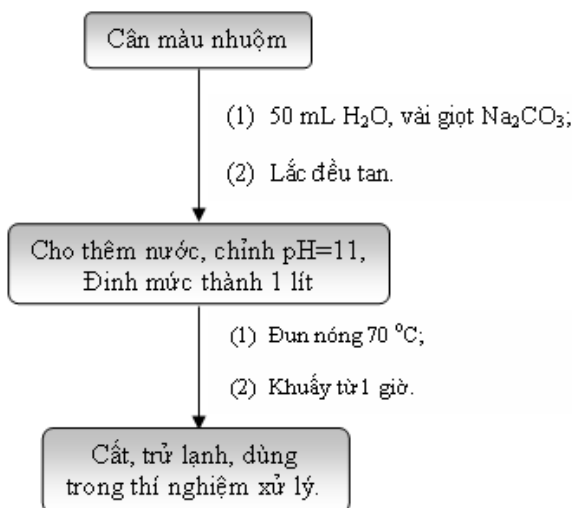 Cân màu nhuộm
(1) 50 mL H₂O, vài giọt Na₂CO₃;
(2) Lắc đều tan.
Cho thêm nước, chỉnh pH=11,
Đinh mức thành 1 lít
(1) Đun nóng 70 °C;
(2) Khuấy từ 1 giờ.
Cất, trử lạnh, dùng
trong thí nghiệm xử lý.